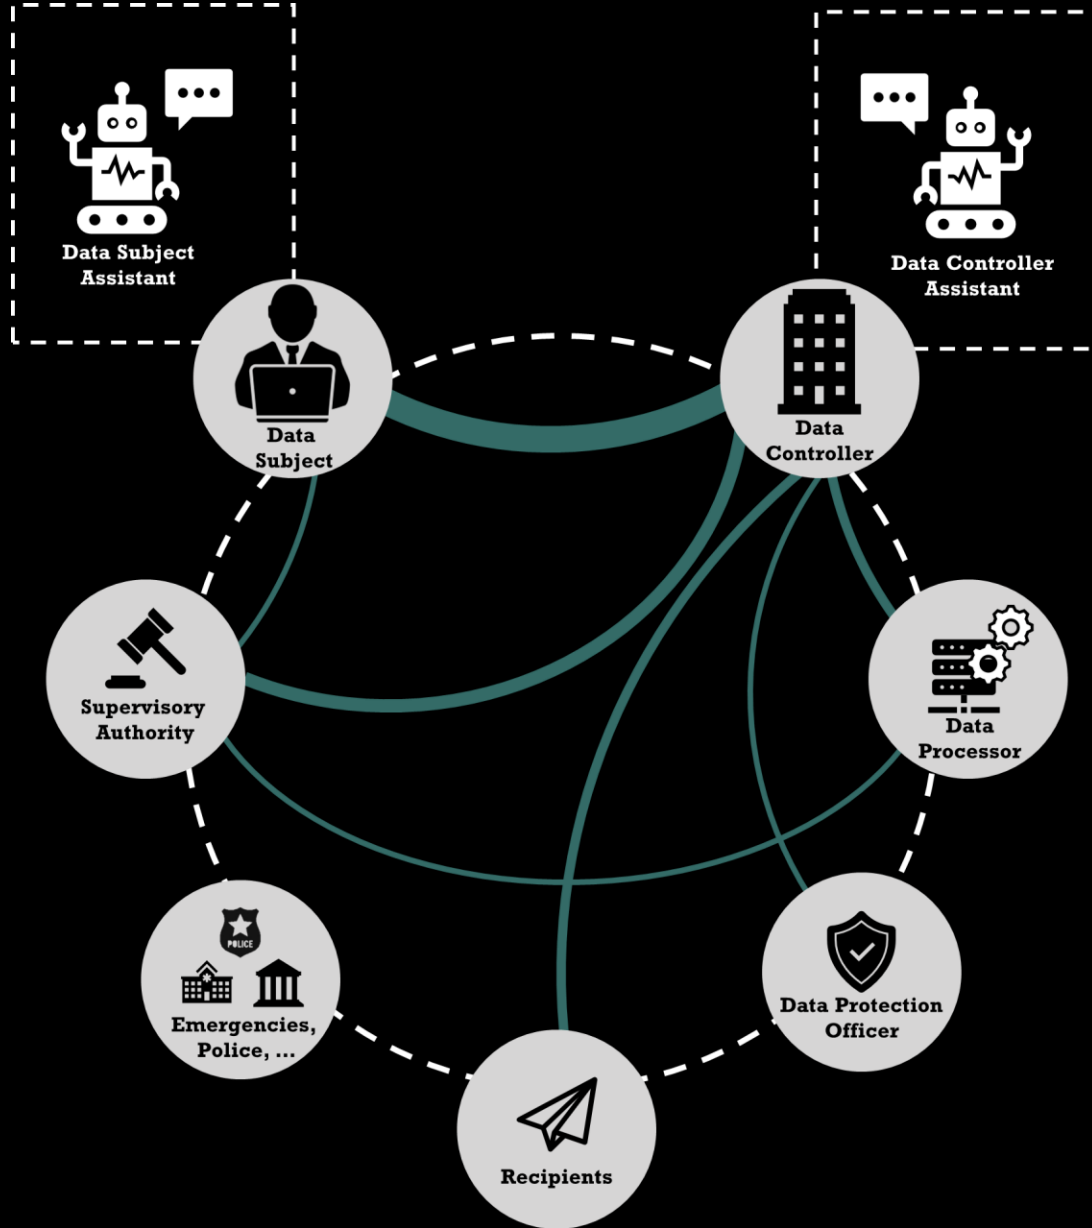 Data Subject
Assistant
Data Controller
Assistant
Data
Subject
Data
Controller
Supervisory
Authority
Data
Processor
POLICE
Emergencies,
Police, ...
Data Protection
Officer
Recipients